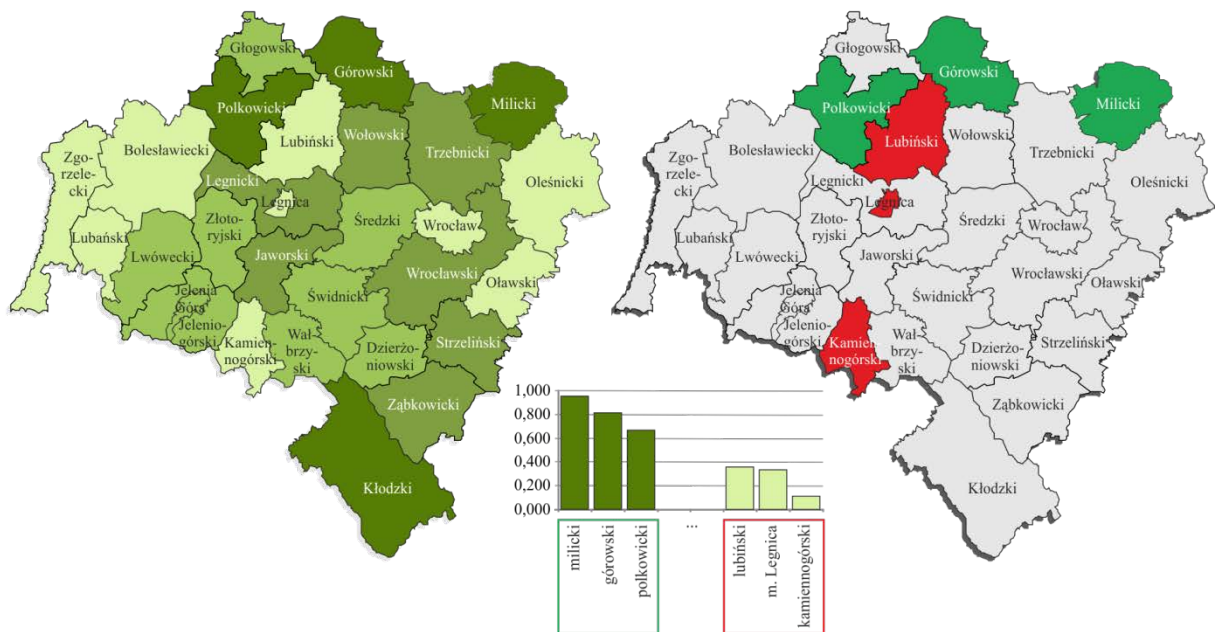 Głogowski
Górowski
Milicki
Polkowicki
Lubiński
Wołowski
Trzebnicki
Bolesławiecki
Zgo-
rzele-
cki
Legnicki
Legnica
Oleśnicki
Złoto-
ryjski
Średzki
Wrocław
Lubański
Lwówecki
Jaworski
Wrocławski
Oławski
Jelenia
Góra
Jelenio-
górski
Świdnicki
Kamien-
nogórski
Wał-
brzy-
ski
Dzierżo-
niowski
Strzeliński
Ząbkowicki
Kłodzki
1,000
0,800
0,600
0,400
0,200
0,000
milicki
górowski
polkowicki
...
lubiński
m. Legnica
kamiennogórski
Głogowski
Górowski
Milicki
Polkowicki
Lubiński
Wołowski
Trzebnicki
Bolesławiecki
Zgo-
rzele-
cki
Legnicki
Legnica
Oleśnicki
Złoto-
ryjski
Średzki
Wrocław
Lubański
Lwówecki
Jaworski
Wrocławski
Oławski
Jelenia
Góra
Jelenio-
górski
Świdnicki
Kamien-
nogórski
Wał-
brzy-
ski
Dzierżo-
niowski
Strzeliński
Ząbkowicki
Kłodzki